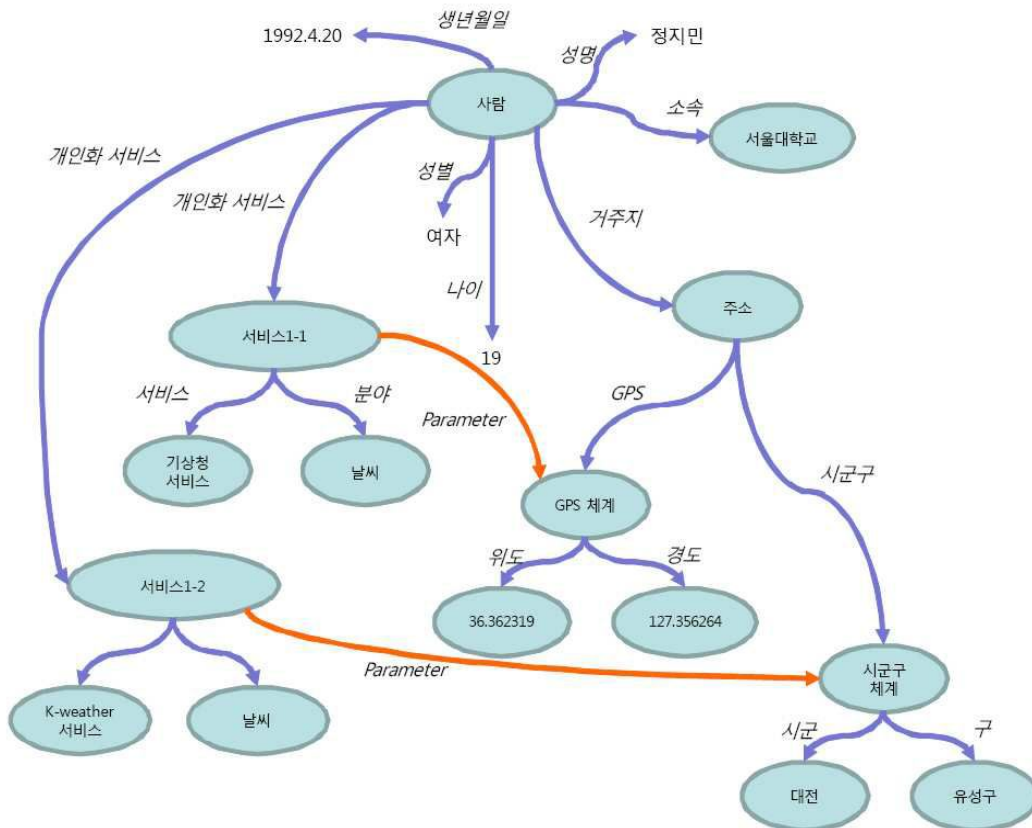 생년월일
1992.4.20
정지민
성명
사람
소속
서울대학교
개인화 서비스
개인화 서비스
성별
거주지
여자
나이
주소
서비스1-1
19
서비스
분야
Parameter
GPS
기상청
서비스
날씨
시군구
GPS 체계
위도
경도
서비스1-2
36.362319
127.356264
Parameter
시군구
체계
K-weather
서비스
날씨
시군
구
대전
유성구